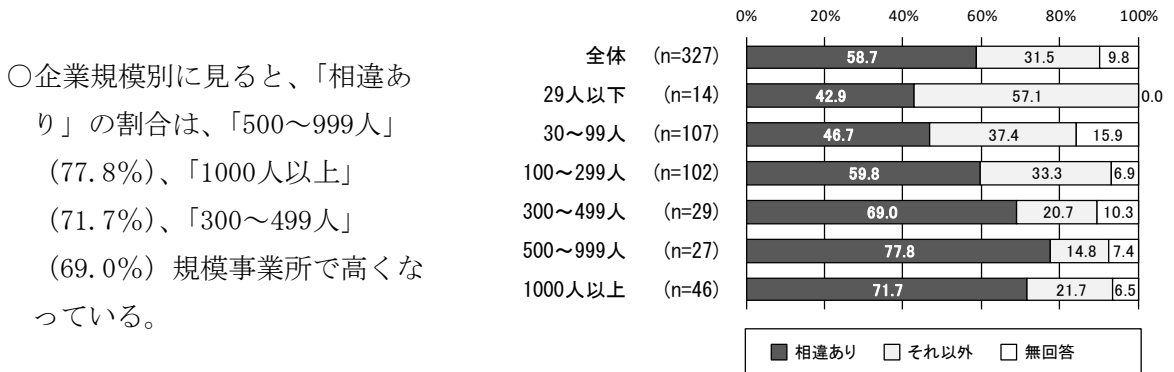 ○企業規模別に見ると、「相違あ
り」の割合は、「500～999人」
(77.8%)、「1000人以上」
(71.7%)、「300～499人」
(69.0%) 規模事業所で高くな
っている。
0% 20% 40% 60% 80% 100%
全体 (n=327) 58.7 31.5 9.8
29人以下 (n=14) 42.9 57.1 0.0
30～99人 (n=107) 46.7 37.4 15.9
100～299人 (n=102) 59.8 33.3 6.9
300～499人 (n=29) 69.0 20.7 10.3
500～999人 (n=27) 77.8 14.8 7.4
1000人以上 (n=46) 71.7 21.7 6.5
相違あり それ以外 無回答